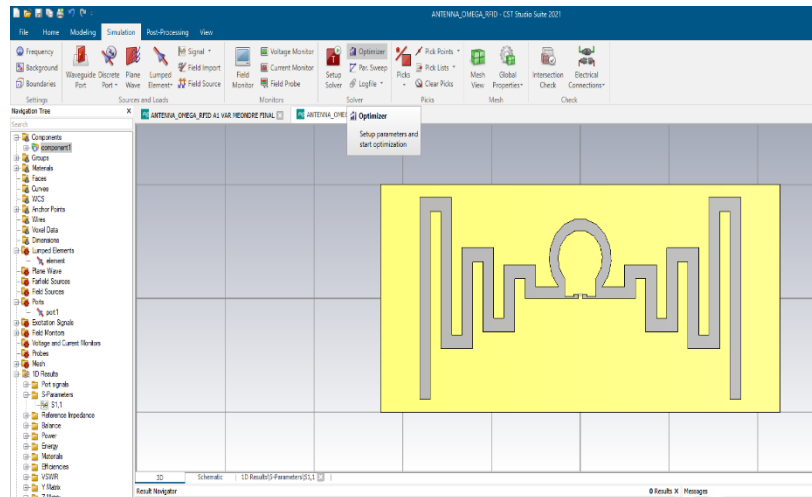 ANTENNA_OMEGA_RFID - CST Studio Suite 2021
File Home Modeling Simulation Post-Processing View
Frequency
Background
Boundaries
Settings
Waveguide Port
Discrete Port
Plane Wave
Lumped Element
Signal
Field Import
Field Source
Sources and Loads
Field Monitor
Voltage Monitor
Current Monitor
Field Probe
Monitors
Setup Solver
Optimizer
Par. Sweep
Logfile
Solver
Picks
Pick Points
Pick Lists
Clear Picks
Picks
Mesh View
Global Properties
Mesh
Intersection Check
Electrical Connections
Check
Navigation Tree X
ANTENNA_OMEGA_RFID A1 VAR MEONDRE FINAL
ANTENNA_OME
Optimizer
Setup parameters and
start optimization
Search
Components
component1
Groups
Materials
Faces
Curves
WCS
Anchor Points
Wires
Voxel Data
Dimensions
Lumped Elements
element
Plane Wave
Farfield Sources
Field Sources
Ports
port1
Excitation Signals
Field Monitors
Voltage and Current Monitors
Probes
Mesh
1D Results
Port signals
S-Parameters
S1,1
Reference Impedance
Balance
Power
Energy
Materials
Efficiencies
VSWR
Y Matrix
Z Matrix
3D Schematic 1D Results\S-Parameters\S1,1
Result Navigator 0 Results X Messages